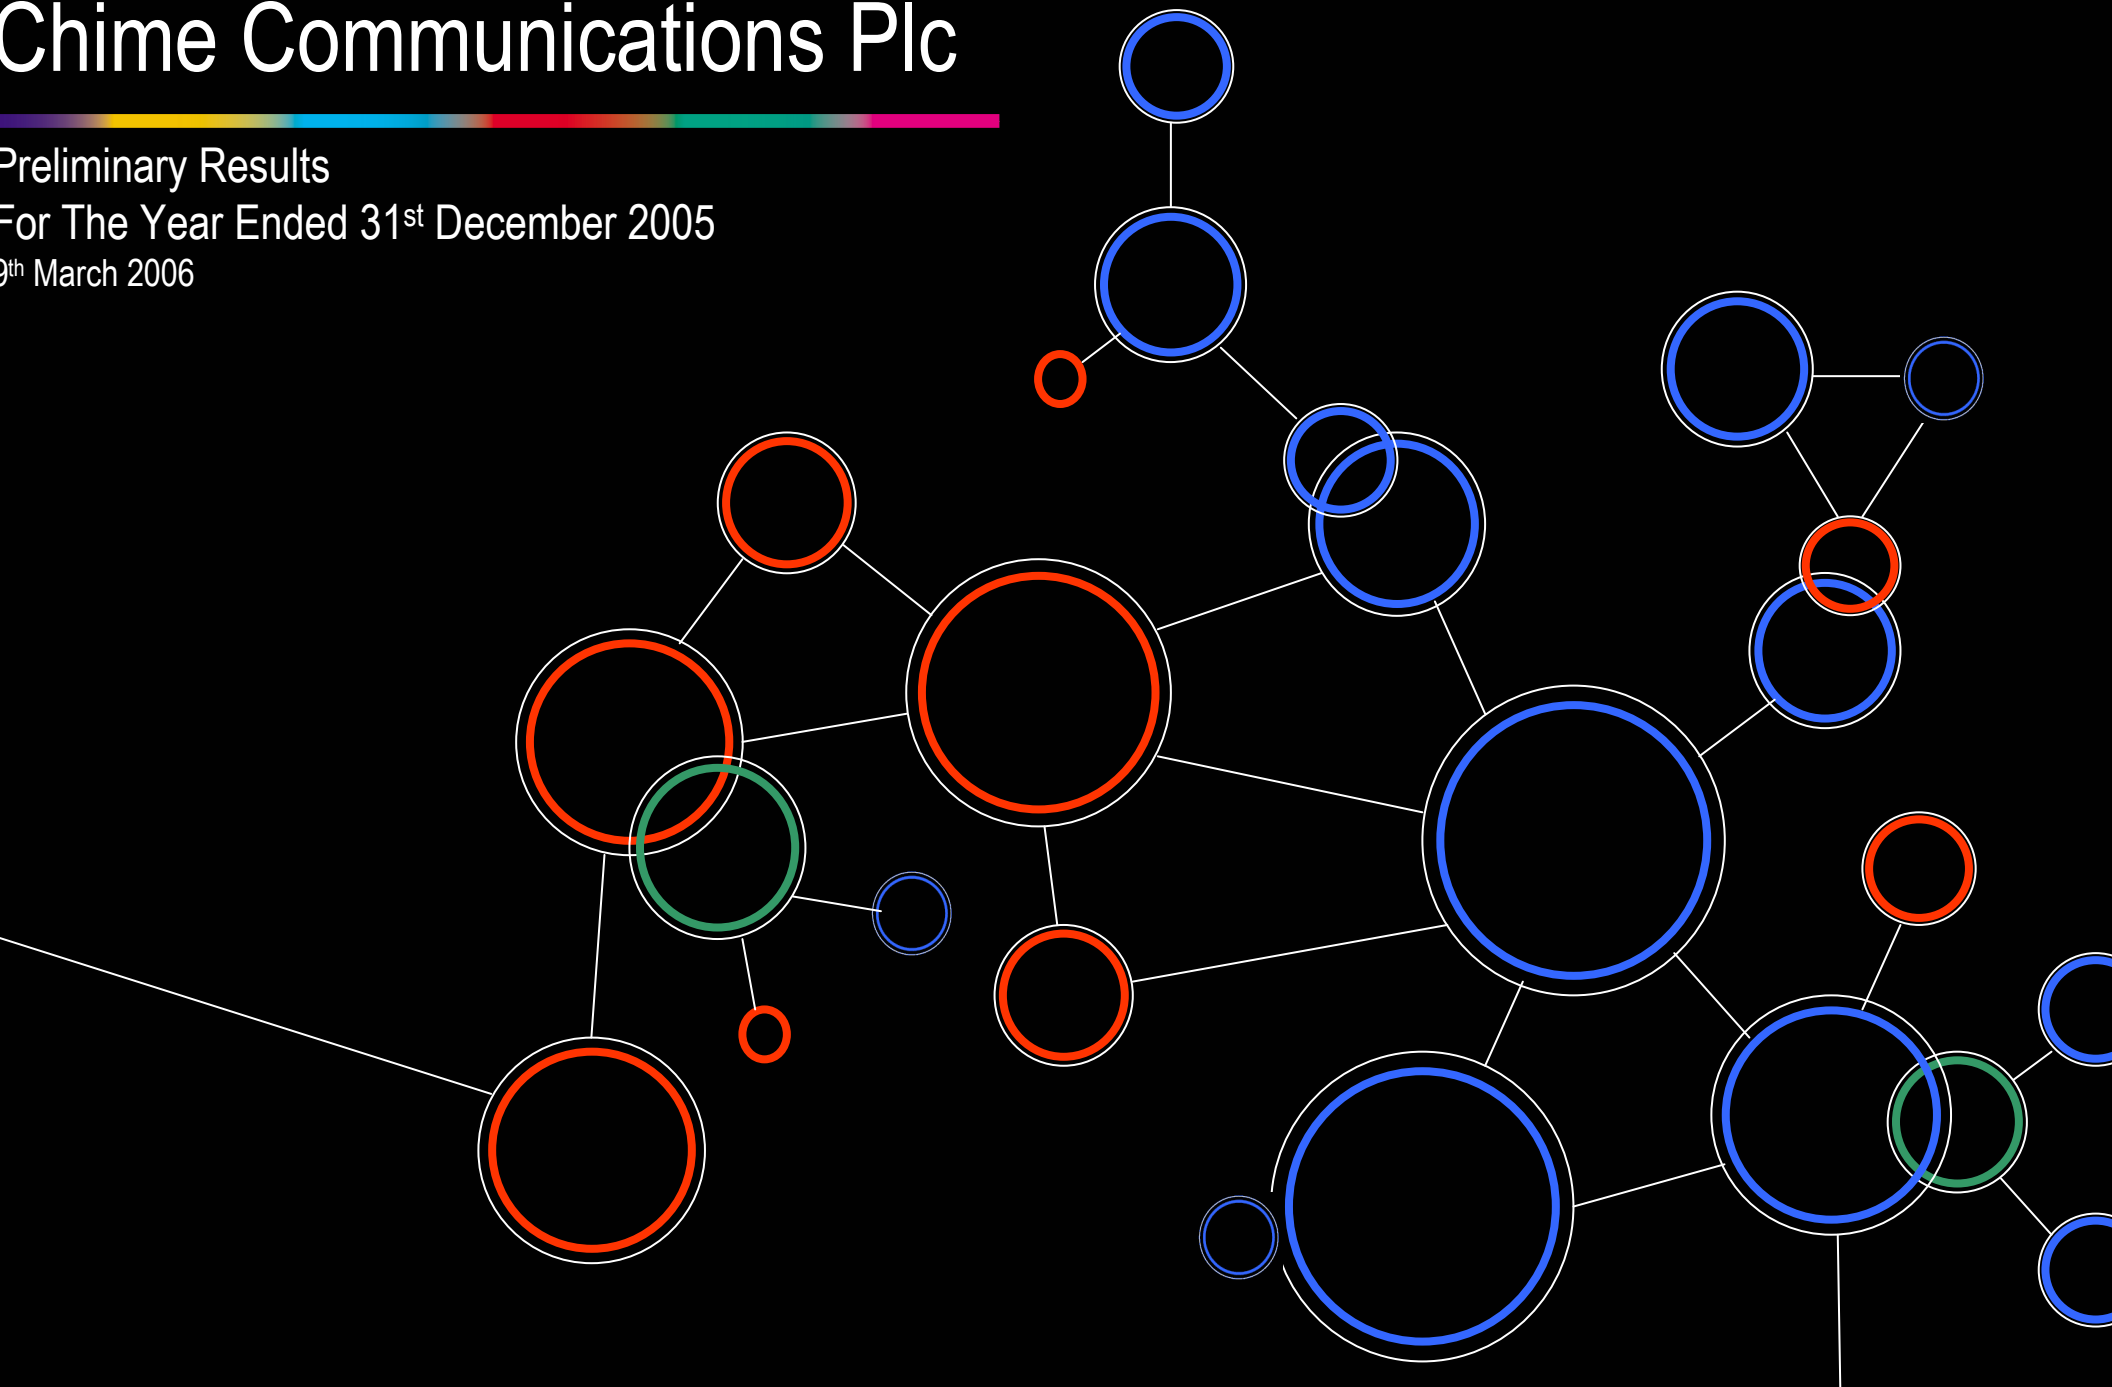 Chime Communications Plc
Preliminary Results
For The Year Ended 31st December 2005
9th March 2006